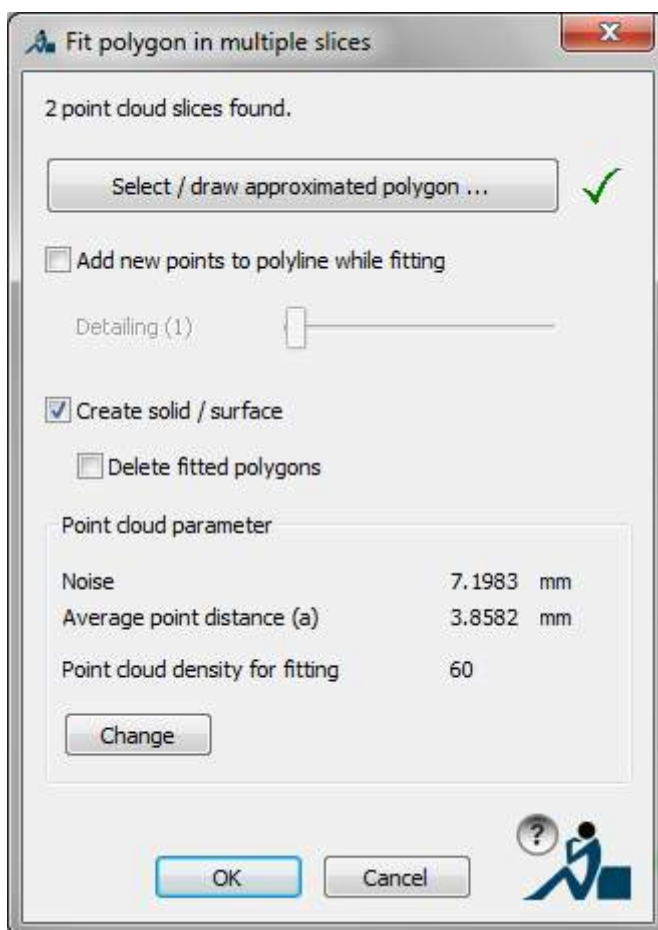 Fit polygon in multiple slices
2 point cloud slices found.
Select / draw approximated polygon ...
Add new points to polyline while fitting
Detailing (1)
Create solid / surface
Delete fitted polygons
Point cloud parameter
Noise 7.1983 mm
Average point distance (a) 3.8582 mm
Point cloud density for fitting 60
Change
?
OK Cancel